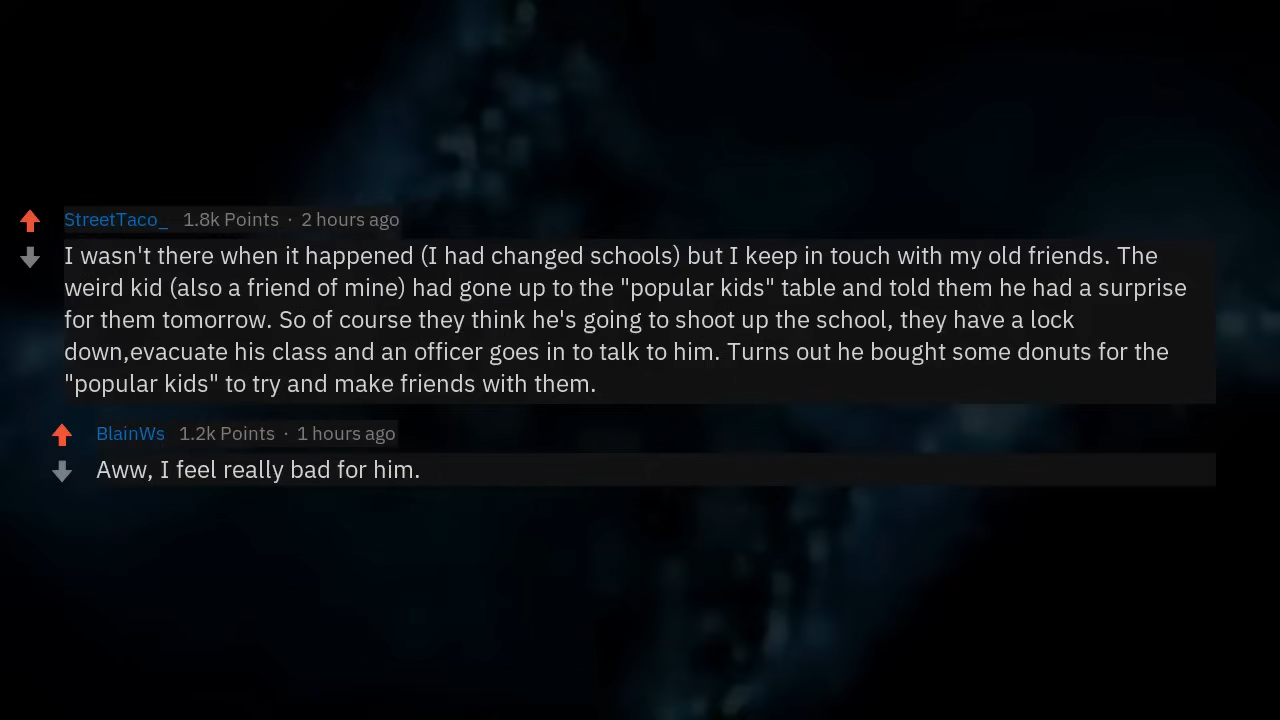 StreetTaco_ 1.8k Points · 2 hours ago
I wasn't there when it happened (I had changed schools) but I keep in touch with my old friends. The
weird kid (also a friend of mine) had gone up to the "popular kids" table and told them he had a surprise
for them tomorrow. So of course they think he's going to shoot up the school, they have a lock
down,evacuate his class and an officer goes in to talk to him. Turns out he bought some donuts for the
"popular kids" to try and make friends with them.
BlainWs 1.2k Points · 1 hours ago
Aww, I feel really bad for him.